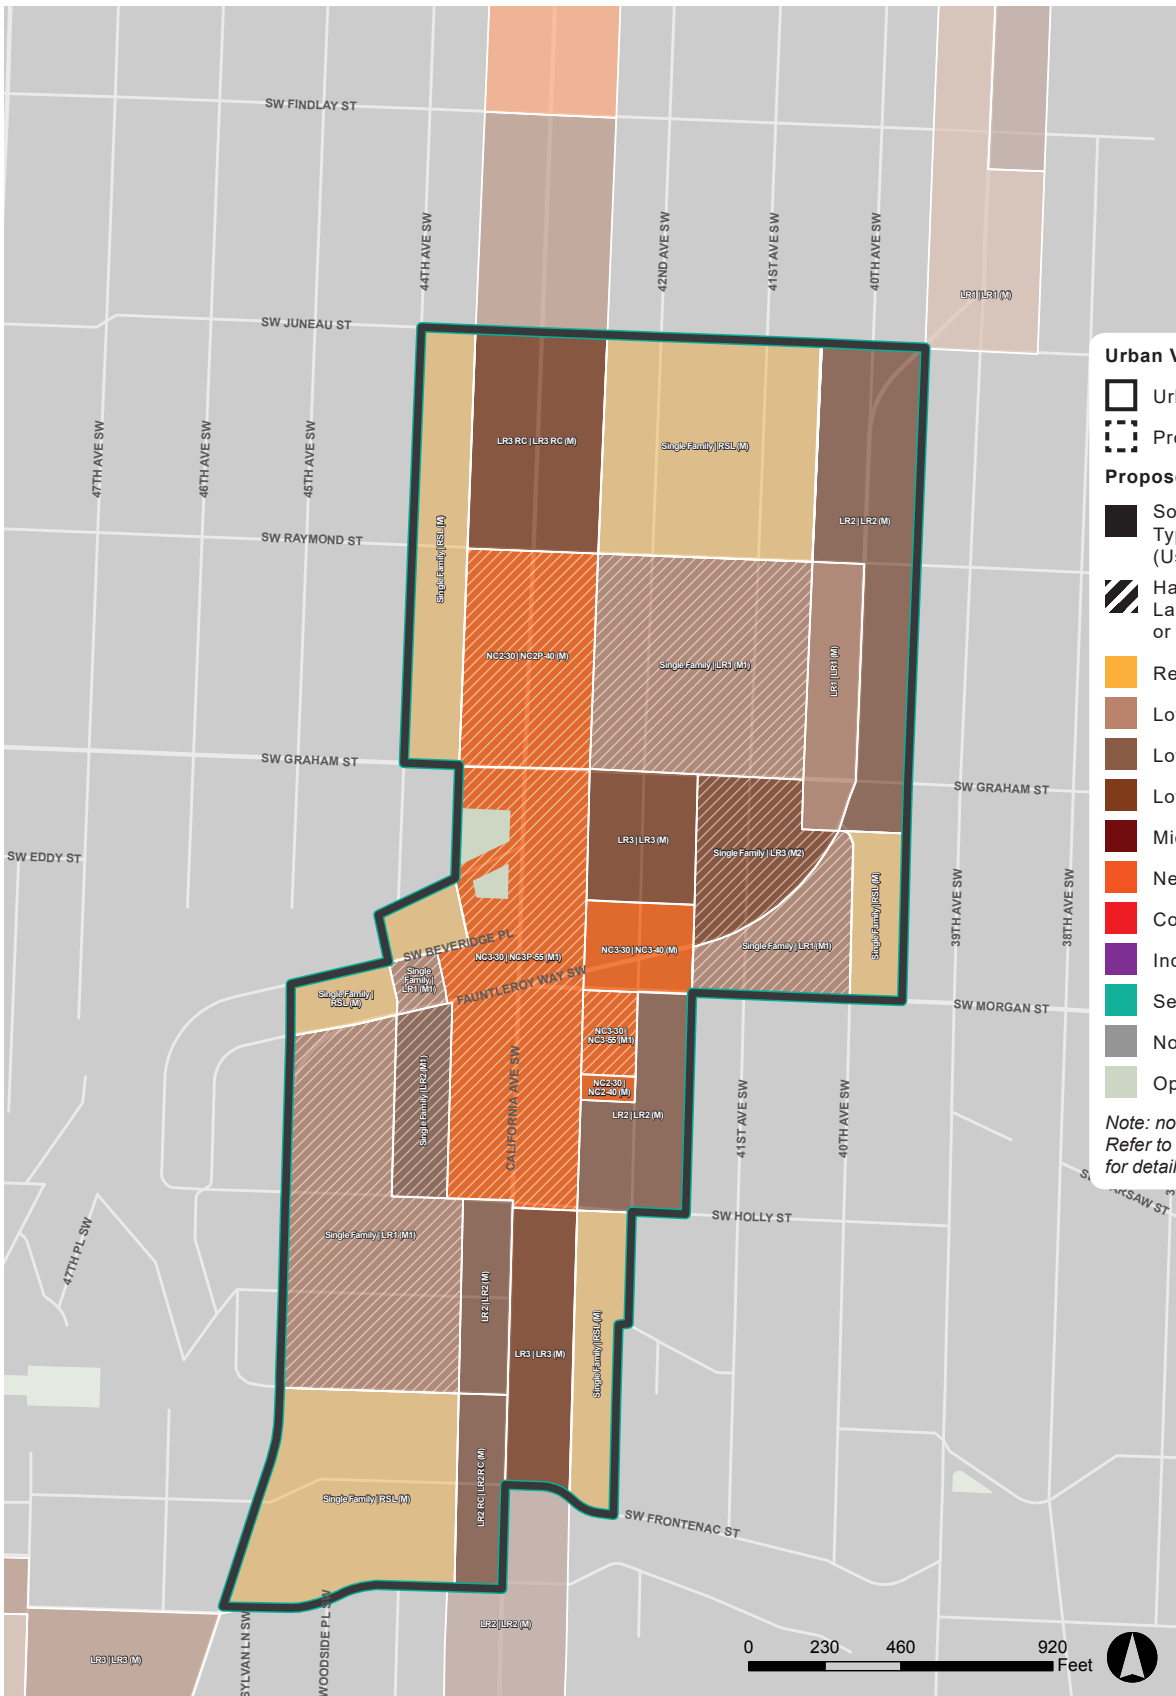 SW FINDLAY ST
44TH AVE SW
42ND AVE SW
41ST AVE SW
40TH AVE SW
LR1 | LR1 (M)
SW JUNEAU ST
Urban V
Ur
Pr
Propos
So
Ty
(U
Ha
La
or
Re
Lo
Lo
Lo
Mi
Ne
Co
In
Se
No
Op
Note: no
Refer to
for detail
47TH AVE SW
46TH AVE SW
45TH AVE SW
LR3 RC | LR3 RC (M)
Single Family | RSL (M)
LR2 | LR2 (M)
SW RAYMOND ST
Single Family | RSL (M)
NC2-30 | NC2P-40 (M)
Single Family | LR1 (M1)
LR1 | LR1 (M)
SW GRAHAM ST
SW GRAHAM ST
LR3 | LR3 (M)
Single Family | LR3 (M2)
SW EDDY ST
39TH AVE SW
38TH AVE SW
Single Family | RSL (M)
SW BEVERIDGE PL
NC3-30 | NC3P-55 (M1)
NC3-30 | NC3-40 (M)
Single Family | LR1 (M1)
Single
Family |
LR1 (M1)
FAUNTLEROY WAY SW
Single Family |
RSL (M)
SW MORGAN ST
NC3-30 |
NC3-55 (M1)
NC2-30 |
NC2-40 (M)
Single Family | LR2 (M1)
CALIFORNIA AVE SW
LR2 | LR2 (M)
41ST AVE SW
40TH AVE SW
SW HOLLY ST
47TH PL SW
Single Family | LR1 (M1)
LR2 | LR2 (M)
LR3 | LR3 (M)
Single Family | RSL (M)
Single Family | RSL (M)
LR2 RC | LR2 RC (M)
SW FRONTENAC ST
SYLVAN LN SW
WOODSIDE PL SW
LR2 | LR2 (M)
LR3 | LR3 (M)
0 230 460 920
Feet